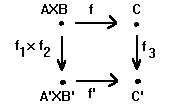 AXB f C
f₁×f₂ f₃
A'XB' f' C'